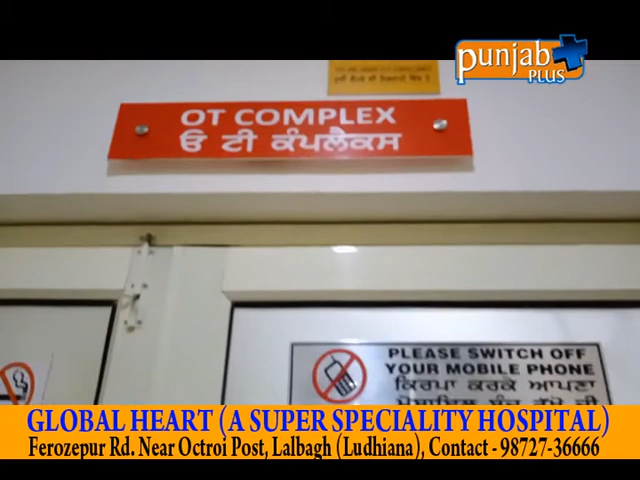 punjab
PLUS
OT COMPLEX
ਓ ਟੀ ਕੰਪਲੈਕਸ
PLEASE SWITCH OFF
YOUR MOBILE PHONE
ਕਿਰਪਾ ਕਰਕੇ ਆਪਣਾ
GLOBAL HEART (A SUPER SPECIALITY HOSPITAL)
Ferozepur Rd. Near Octroi Post, Lalbagh (Ludhiana), Contact - 98727-36666